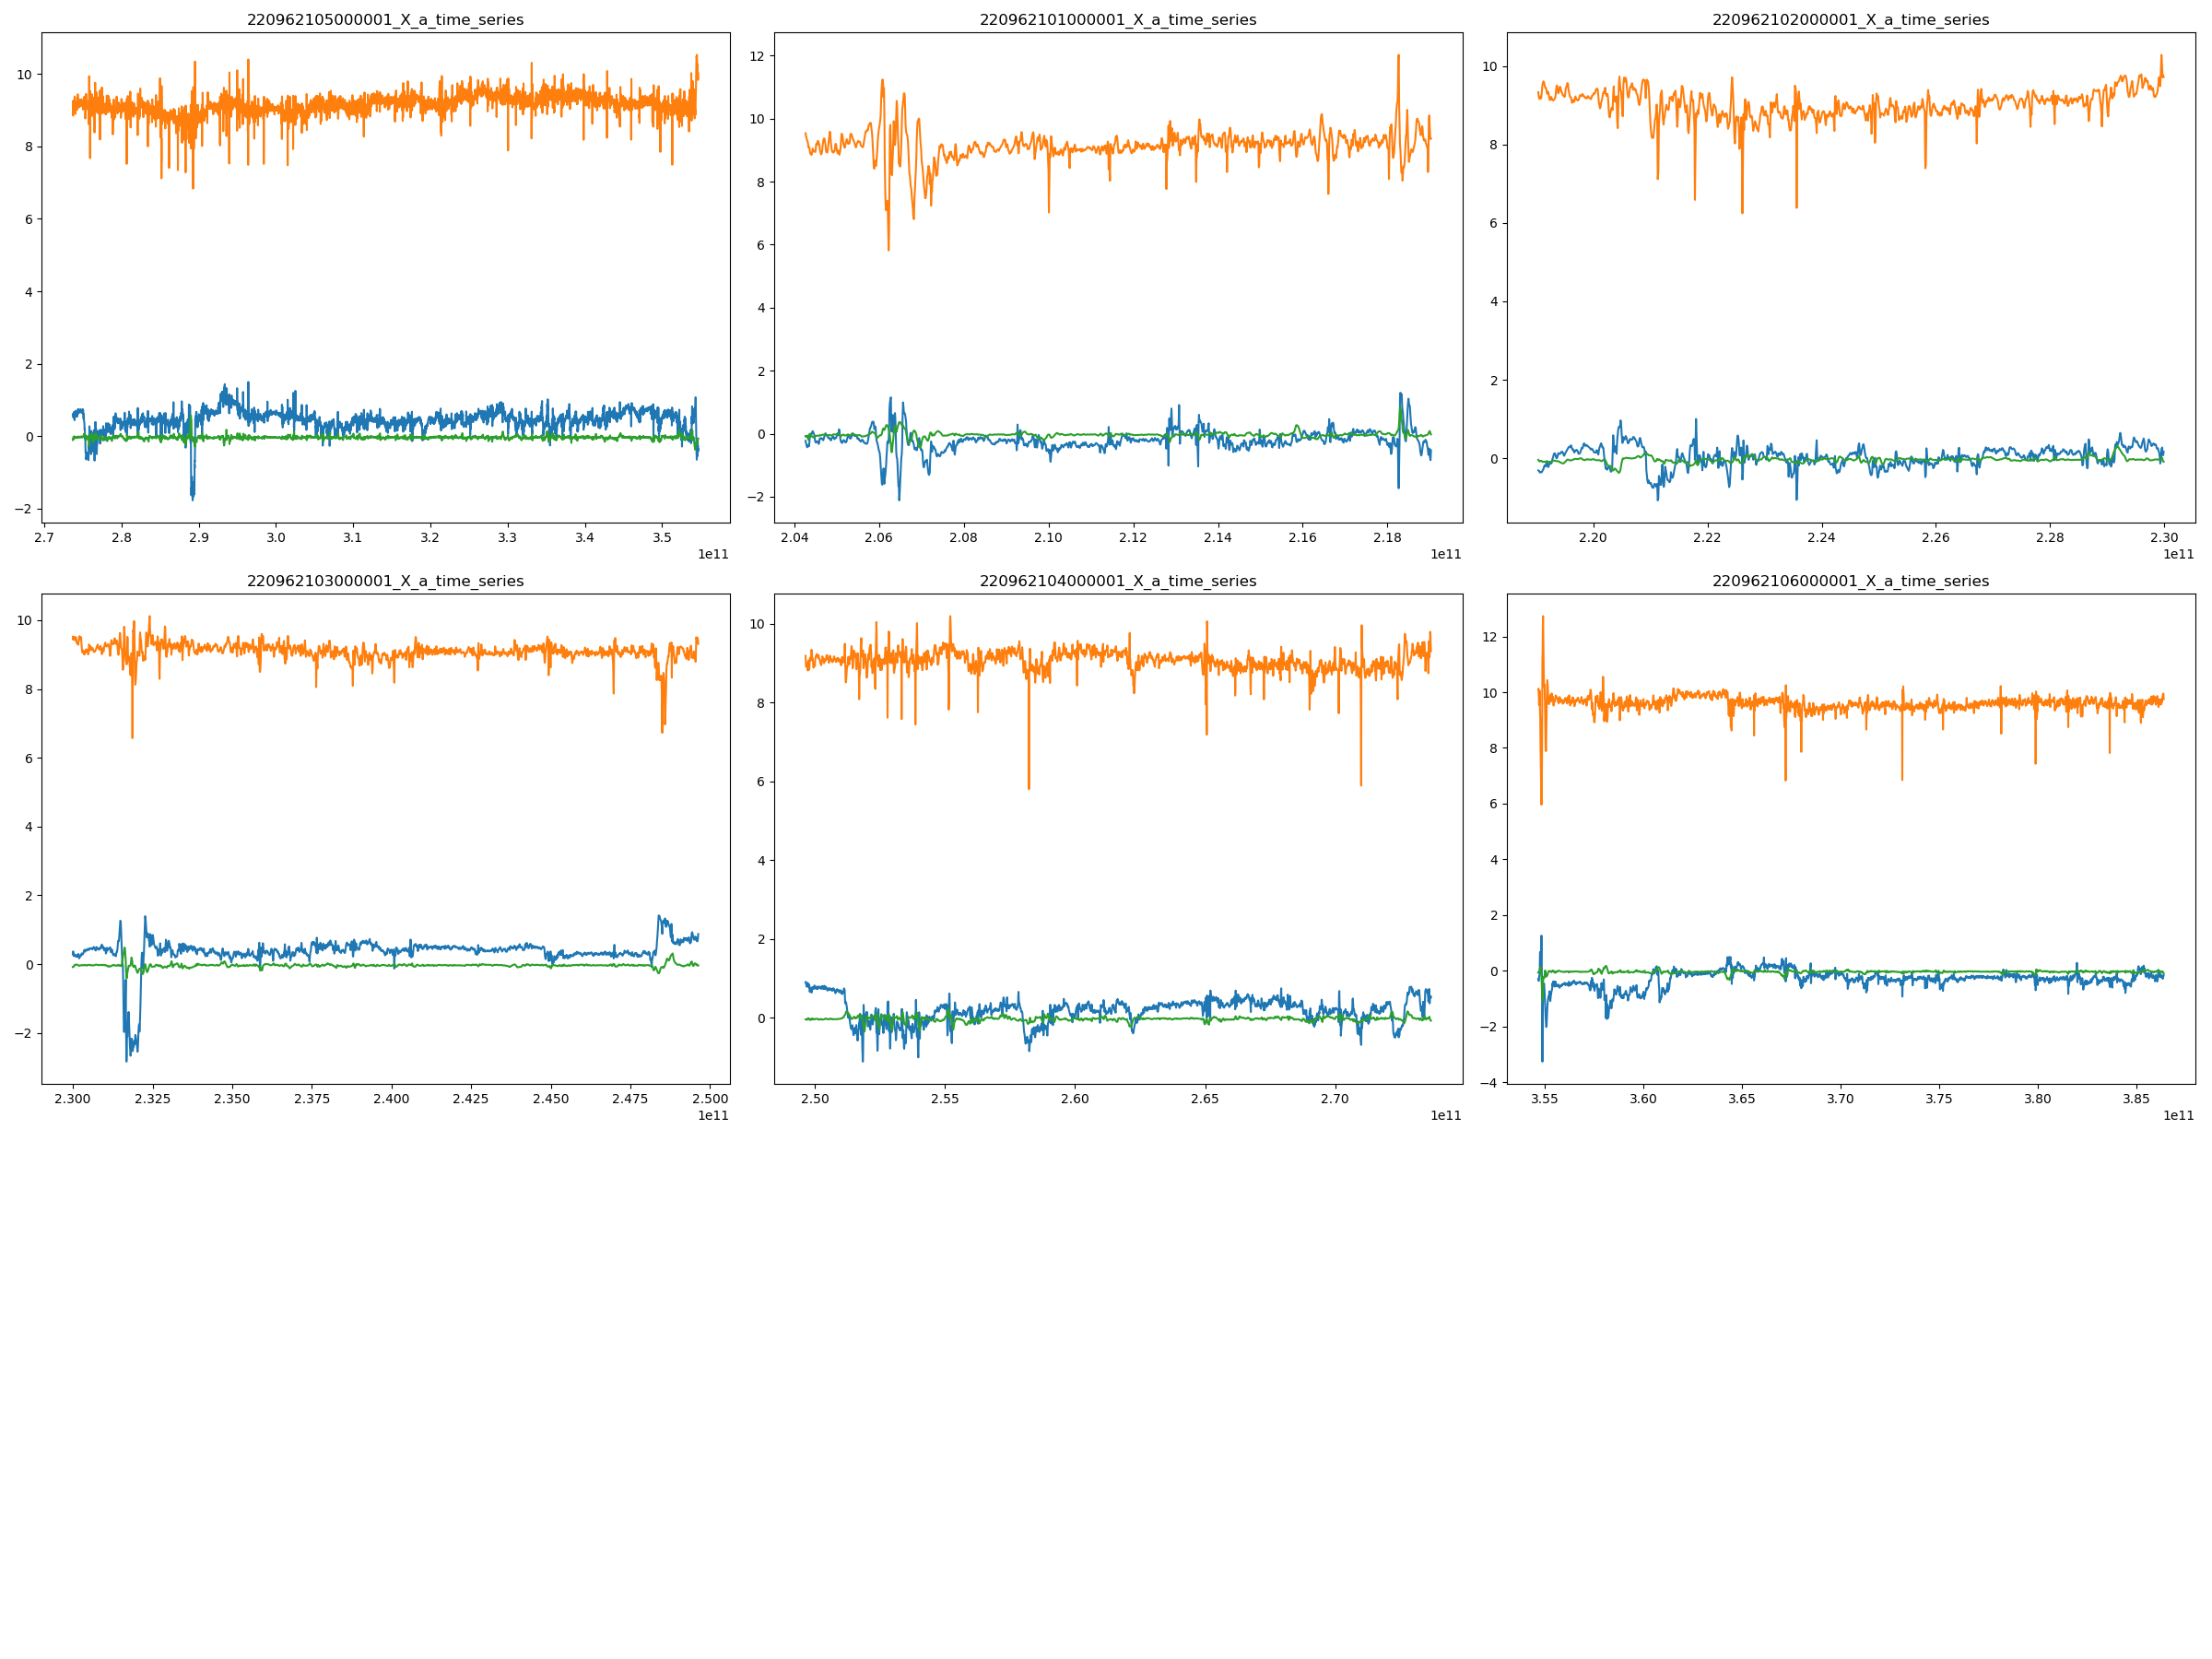 220962105000001_X_a_time_series
10
8
6
4
2
0
−2
2.7 2.8 2.9 3.0 3.1 3.2 3.3 3.4 3.5
1e11
220962101000001_X_a_time_series
12
10
8
6
4
2
0
−2
2.04 2.06 2.08 2.10 2.12 2.14 2.16 2.18
1e11
220962102000001_X_a_time_series
10
8
6
4
2
0
2.20 2.22 2.24 2.26 2.28 2.30
1e11
220962103000001_X_a_time_series
10
8
6
4
2
0
−2
2.300 2.325 2.350 2.375 2.400 2.425 2.450 2.475 2.500
1e11
220962104000001_X_a_time_series
10
8
6
4
2
0
2.50 2.55 2.60 2.65 2.70
1e11
220962106000001_X_a_time_series
12
10
8
6
4
2
0
−2
−4
3.55 3.60 3.65 3.70 3.75 3.80 3.85
1e11